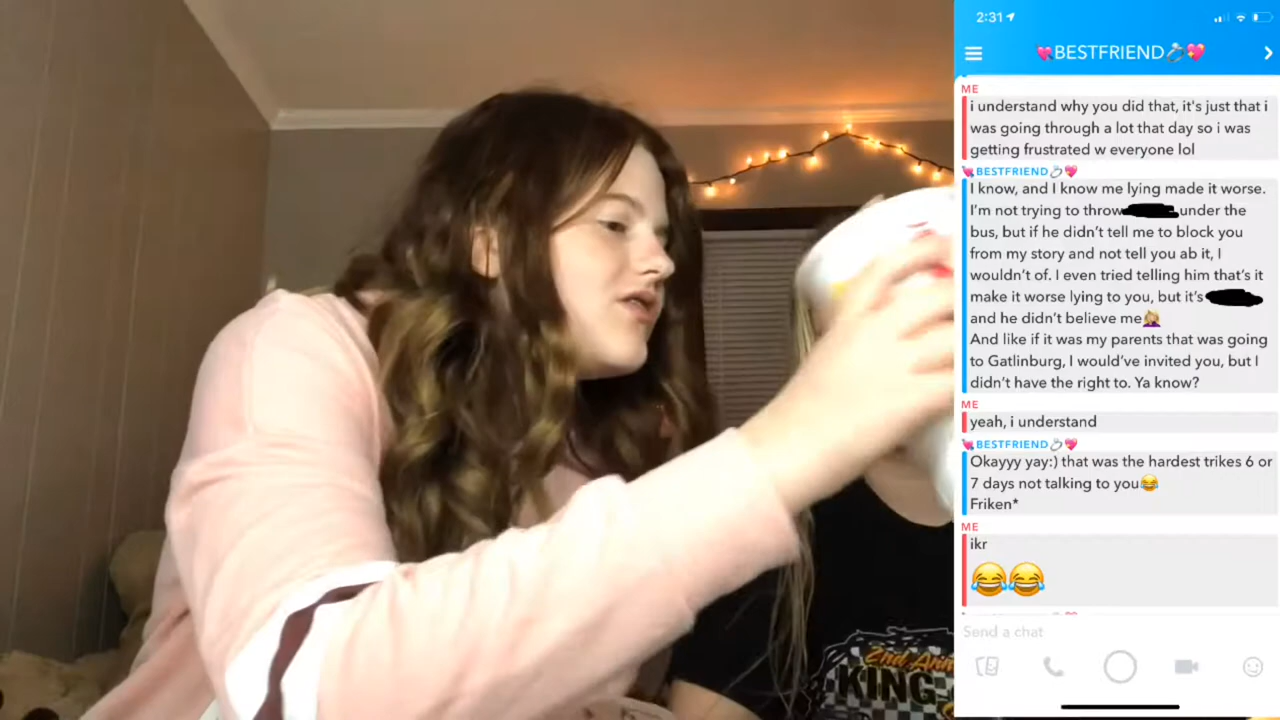 2:31
💘BESTFRIEND💍💖
ME
i understand why you did that, it's just that i
was going through a lot that day so i was
getting frustrated w everyone lol
💘BESTFRIEND💍💖
I know, and I know me lying made it worse.
I'm not trying to throw under the
bus, but if he didn't tell me to block you
from my story and not tell you ab it, I
wouldn't of. I even tried telling him that's it
make it worse lying to you, but it's
and he didn't believe me🤦🏼‍♀️
And like if it was my parents that was going
to Gatlinburg, I would've invited you, but I
didn't have the right to. Ya know?
ME
yeah, i understand
💘BESTFRIEND💍💖
Okayyy yay:) that was the hardest trikes 6 or
7 days not talking to you😂
Friken*
ME
ikr
😂😂
Send a chat
2nd Ann
KING